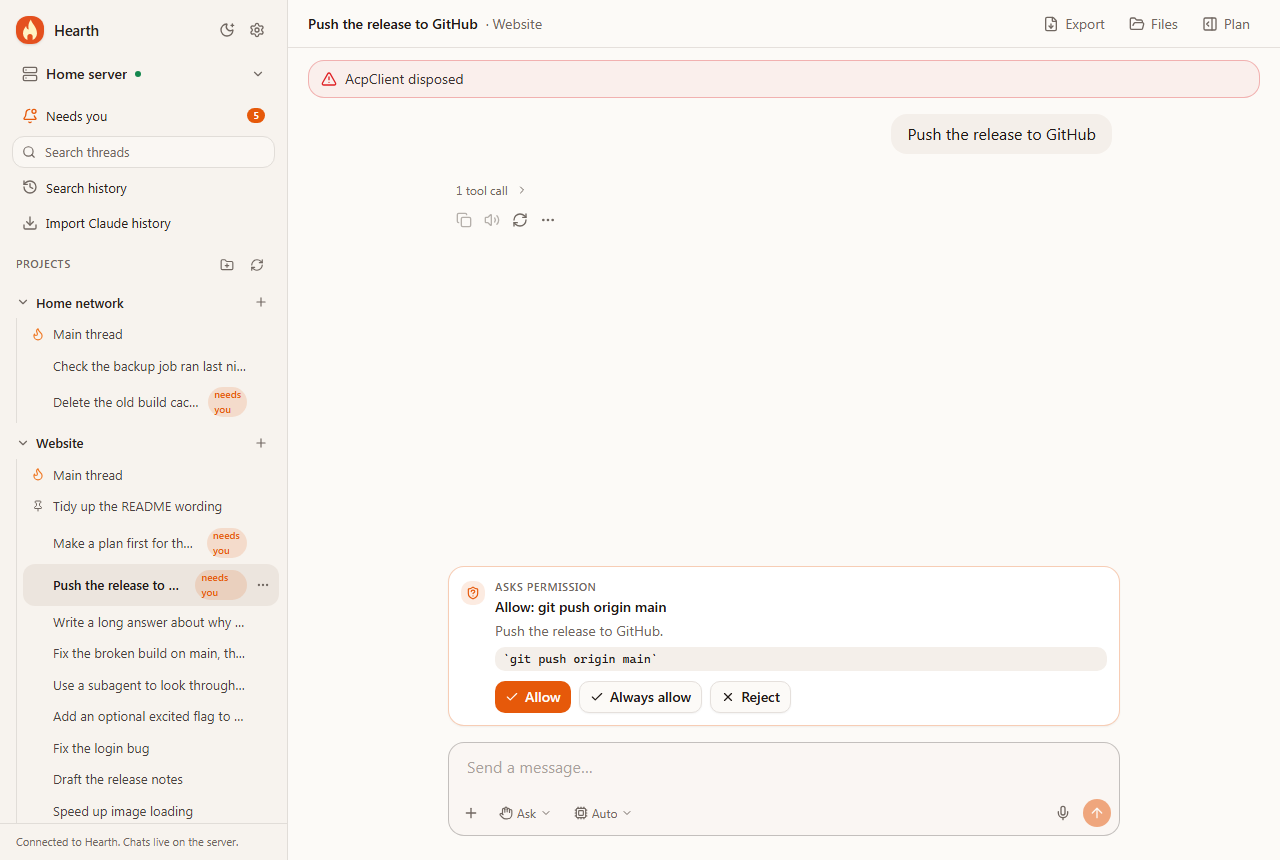 Hearth
Home server
Needs you
5
Search threads
Search history
Import Claude history
PROJECTS
Home network
Main thread
Check the backup job ran last ni...
Delete the old build cac...
needs
you
Website
Main thread
Tidy up the README wording
Make a plan first for th...
needs
you
Push the release to ...
needs
you
Write a long answer about why ...
Fix the broken build on main, th...
Use a subagent to look through...
Add an optional excited flag to ...
Fix the login bug
Draft the release notes
Speed up image loading
Connected to Hearth. Chats live on the server.
Push the release to GitHub · Website
Export
Files
Plan
AcpClient disposed
Push the release to GitHub
1 tool call
ASKS PERMISSION
Allow: git push origin main
Push the release to GitHub.
`git push origin main`
Allow
Always allow
Reject
Send a message...
Ask
Auto